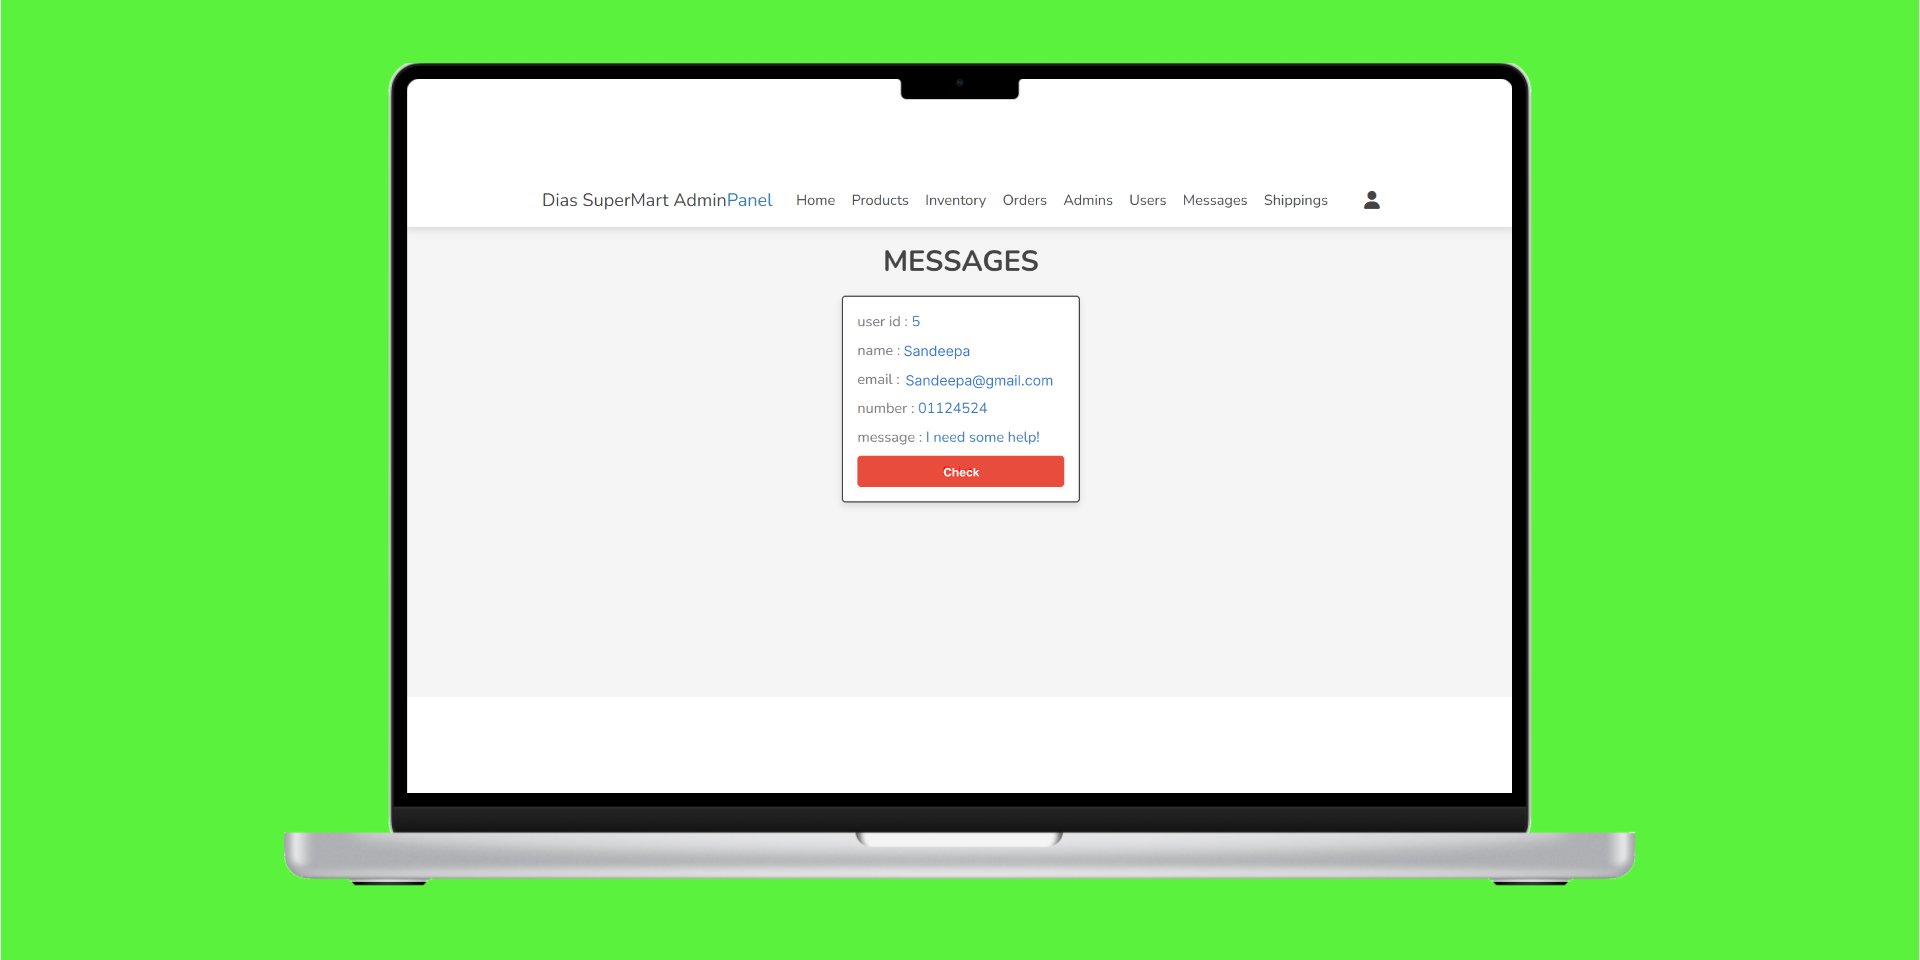 Dias SuperMart AdminPanel Home Products Inventory Orders Admins Users Messages Shippings
MESSAGES
user id : 5
name : Sandeepa
email : Sandeepa@gmail.com
number : 01124524
message : I need some help!
Check